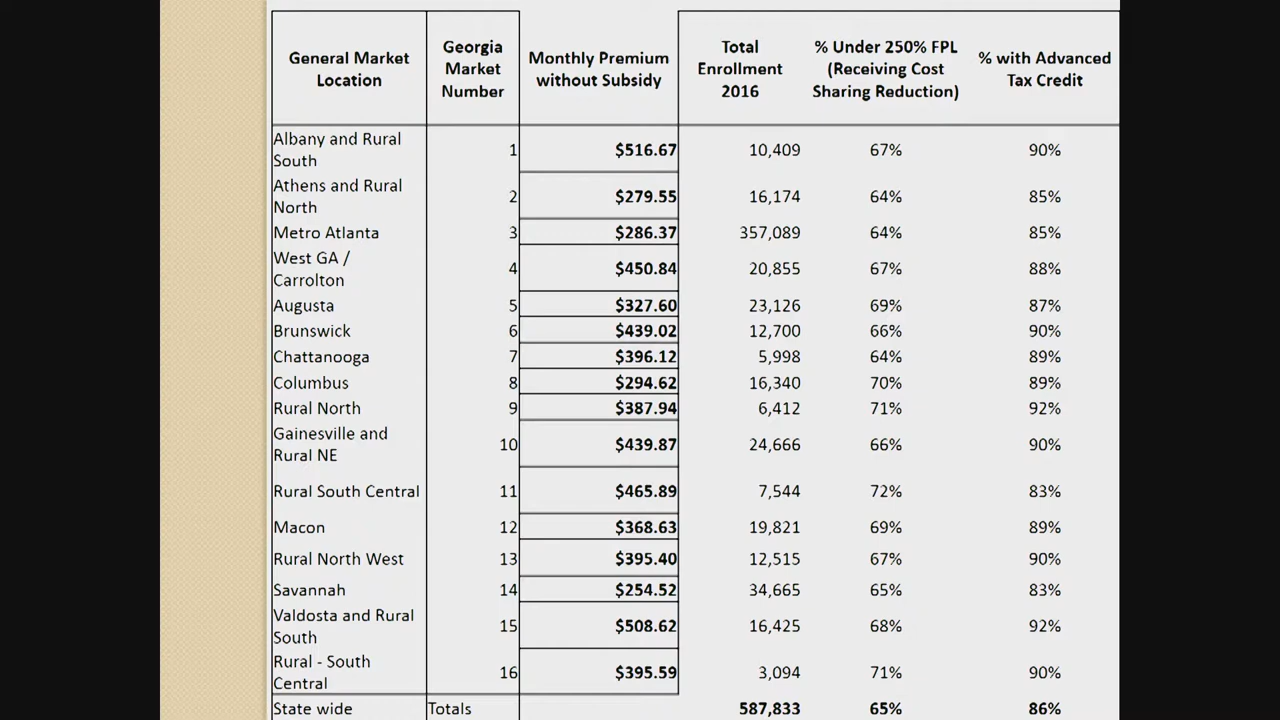 General Market Location | Georgia Market Number | Monthly Premium without Subsidy | Total Enrollment 2016 | % Under 250% FPL (Receiving Cost Sharing Reduction) | % with Advanced Tax Credit
Albany and Rural South | 1 | $516.67 | 10,409 | 67% | 90%
Athens and Rural North | 2 | $279.55 | 16,174 | 64% | 85%
Metro Atlanta | 3 | $286.37 | 357,089 | 64% | 85%
West GA / Carrolton | 4 | $450.84 | 20,855 | 67% | 88%
Augusta | 5 | $327.60 | 23,126 | 69% | 87%
Brunswick | 6 | $439.02 | 12,700 | 66% | 90%
Chattanooga | 7 | $396.12 | 5,998 | 64% | 89%
Columbus | 8 | $294.62 | 16,340 | 70% | 89%
Rural North | 9 | $387.94 | 6,412 | 71% | 92%
Gainesville and Rural NE | 10 | $439.87 | 24,666 | 66% | 90%
Rural South Central | 11 | $465.89 | 7,544 | 72% | 83%
Macon | 12 | $368.63 | 19,821 | 69% | 89%
Rural North West | 13 | $395.40 | 12,515 | 67% | 90%
Savannah | 14 | $254.52 | 34,665 | 65% | 83%
Valdosta and Rural South | 15 | $508.62 | 16,425 | 68% | 92%
Rural - South Central | 16 | $395.59 | 3,094 | 71% | 90%
State wide | Totals | 587,833 | 65% | 86%